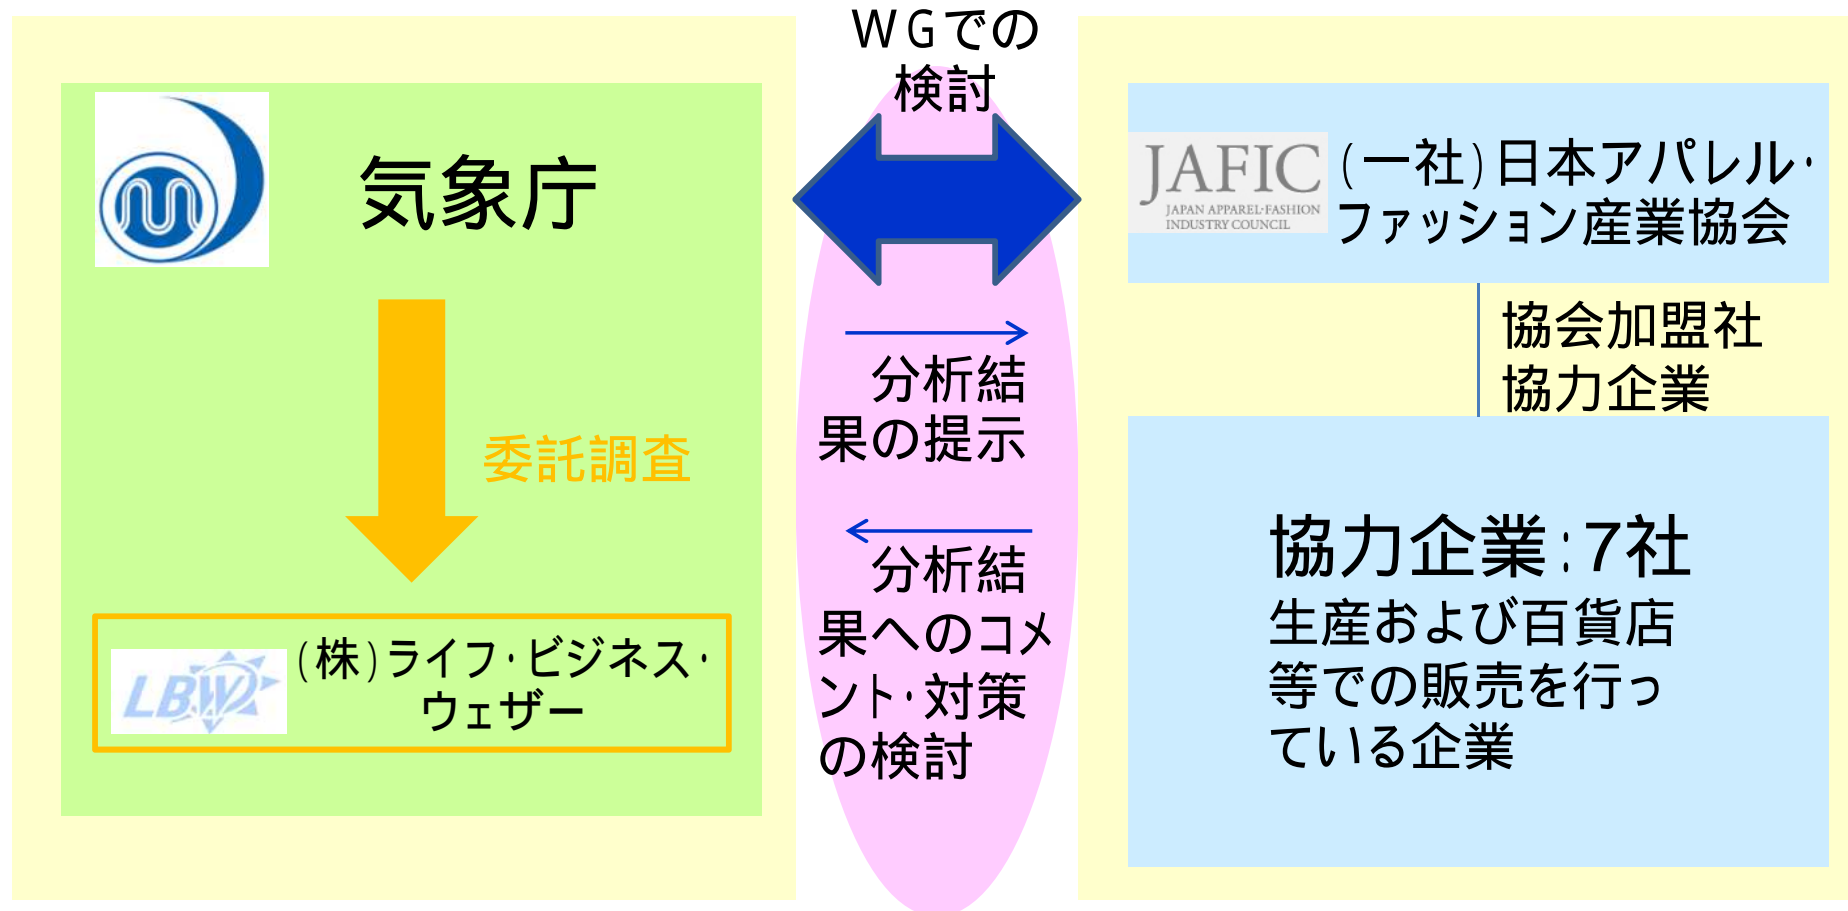 WGでの
検討
気象庁
委託調査
LBW
(株)ライフ・ビジネス・
ウェザー
分析結
果の提示
分析結
果へのコメ
ント・対策
の検討
JAFIC
JAPAN APPAREL-FASHION
INDUSTRY COUNCIL
(一社)日本アパレル・
ファッション産業協会
協会加盟社
協力企業
協力企業:7社
生産および百貨店
等での販売を行っ
ている企業